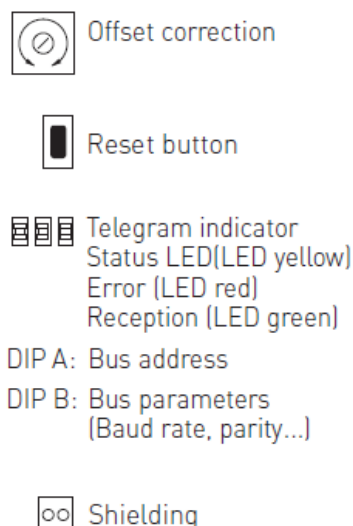 Offset correction
Reset button
Telegram indicator
Status LED(LED yellow)
Error (LED red)
Reception (LED green)
DIP A: Bus address
DIP B: Bus parameters
(Baud rate, parity...)
Shielding